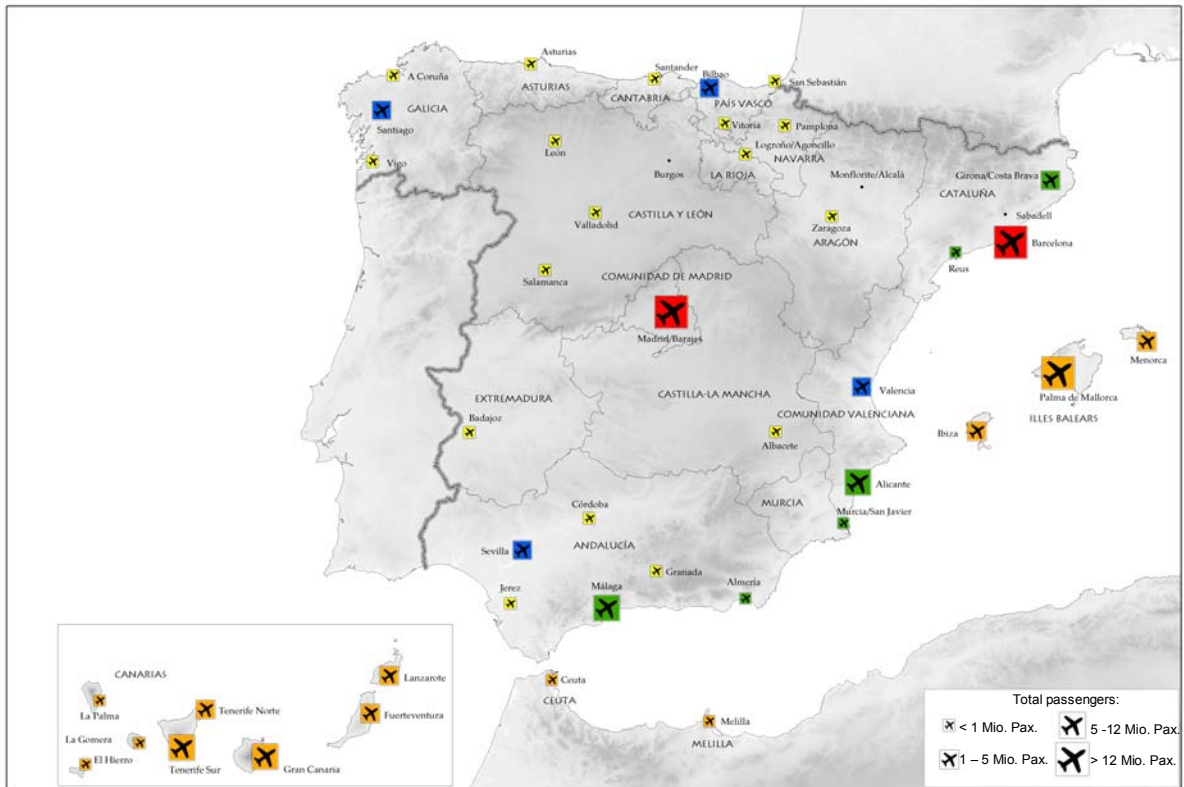 Asturias
Santander
Bilbao
San Sebastián
A Coruña
ASTURIAS
CANTABRIA
PAÍS VASCO
GALICIA
Santiago
Vitoria
Pamplona
León
Logroño/Agoncillo
NAVARRA
Vigo
Burgos
LA RIOJA
Monflorite/Alcalá
Girona/Costa Brava
CATALUÑA
Valladolid
CASTILLA Y LEÓN
Zaragoza
ARAGÓN
Sabadell
Barcelona
Reus
Salamanca
COMUNIDAD DE MADRID
Madrid/Barajas
Menorca
EXTREMADURA
CASTILLA-LA MANCHA
Valencia
COMUNIDAD VALENCIANA
Palma de Mallorca
ILLES BALEARS
Badajoz
Albacete
Ibiza
Alicante
MURCIA
Murcia/San Javier
Córdoba
Sevilla
ANDALUCÍA
Granada
Jerez
Málaga
Almería
CANARIAS
Lanzarote
La Palma
Tenerife Norte
Fuerteventura
La Gomera
El Hierro
Tenerife Sur
Gran Canaria
Ceuta
CEUTA
Melilla
MELILLA
Total passengers:
< 1 Mio. Pax.
5 -12 Mio. Pax.
1 – 5 Mio. Pax.
> 12 Mio. Pax.